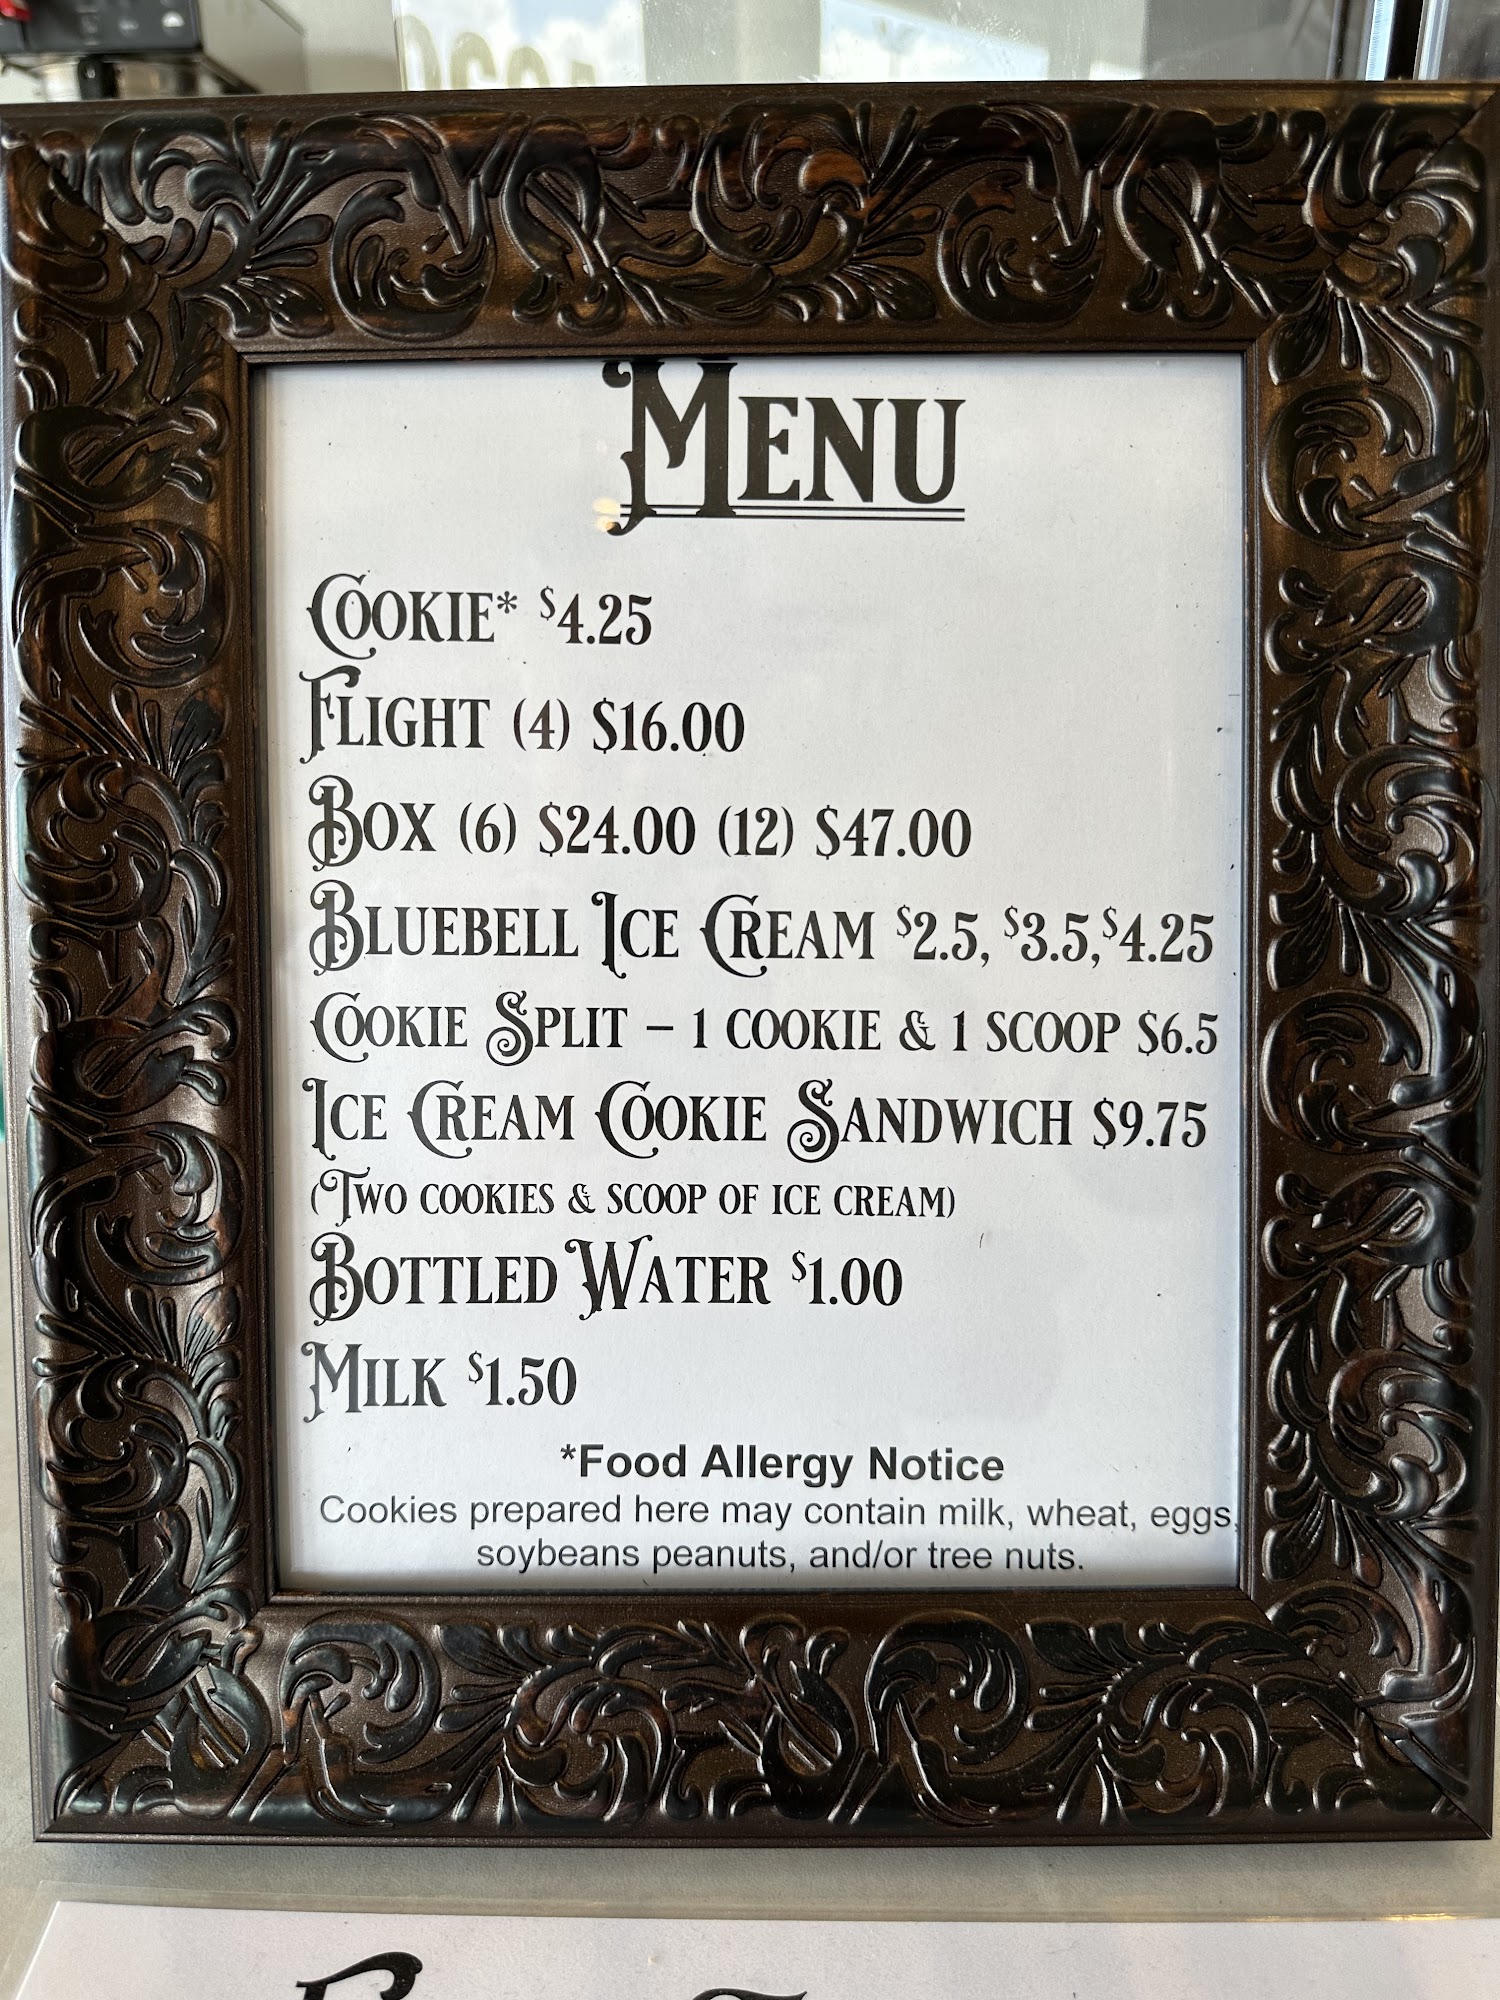 Menu
Cookie* $4.25
Flight (4) $16.00
Box (6) $24.00 (12) $47.00
Bluebell Ice Cream $2.5, $3.5, $4.25
Cookie Split – 1 cookie & 1 scoop $6.5
Ice Cream Cookie Sandwich $9.75
(Two cookies & scoop of ice cream)
Bottled Water $1.00
Milk $1.50
*Food Allergy Notice
Cookies prepared here may contain milk, wheat, eggs,
soybeans peanuts, and/or tree nuts.